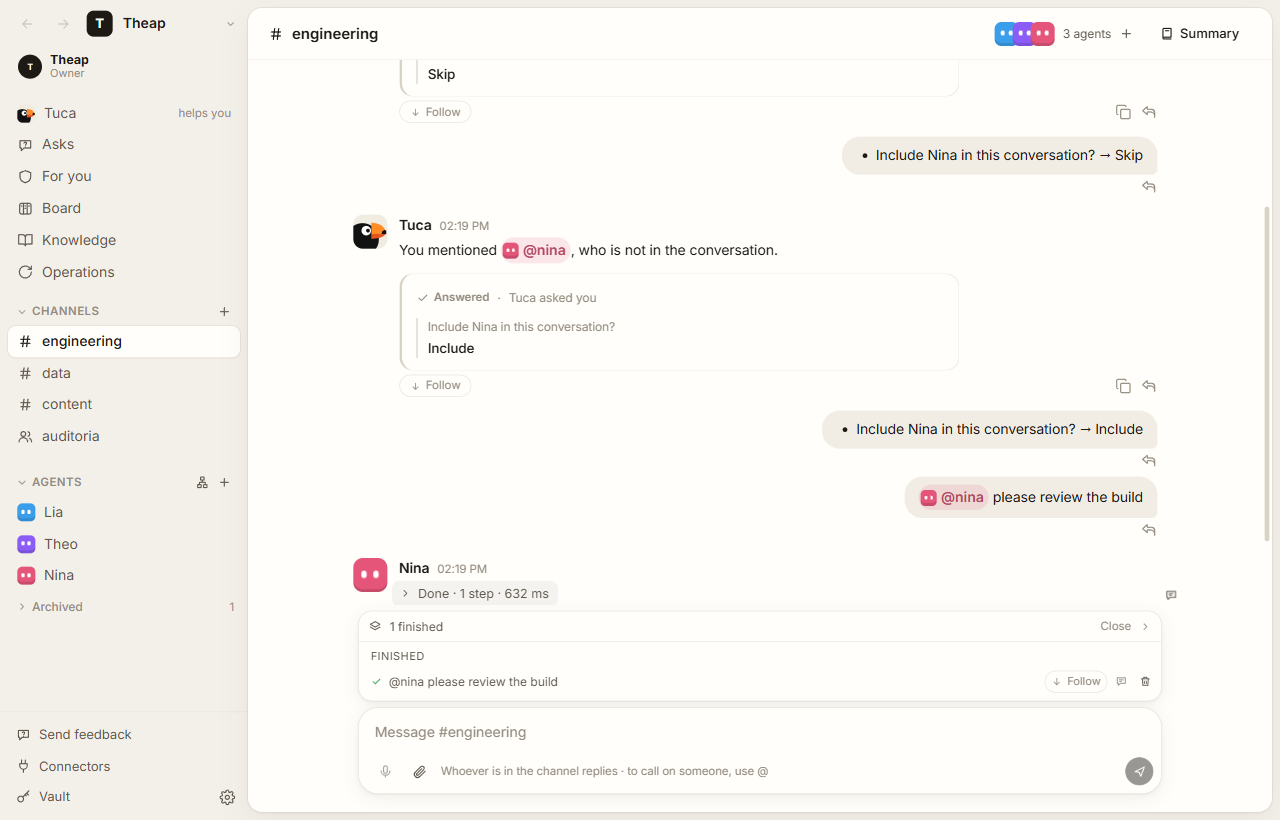 T Theap
T Theap
Owner
Tuca helps you
Asks
For you
Board
Knowledge
Operations
CHANNELS
# engineering
# data
# content
auditoria
AGENTS
Lia
Theo
Nina
Archived 1
Send feedback
Connectors
Vault
# engineering
3 agents
Summary
Skip
Follow
• Include Nina in this conversation? → Skip
Tuca 02:19 PM
You mentioned @nina, who is not in the conversation.
Answered · Tuca asked you
Include Nina in this conversation?
Include
Follow
• Include Nina in this conversation? → Include
@nina please review the build
Nina 02:19 PM
Done · 1 step · 632 ms
1 finished Close
FINISHED
@nina please review the build Follow
Message #engineering
Whoever is in the channel replies · to call on someone, use @